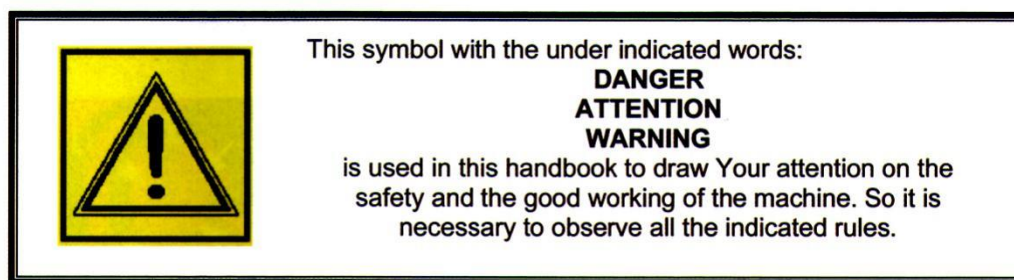 This symbol with the under indicated words:
DANGER
ATTENTION
WARNING
is used in this handbook to draw Your attention on the
safety and the good working of the machine. So it is
necessary to observe all the indicated rules.